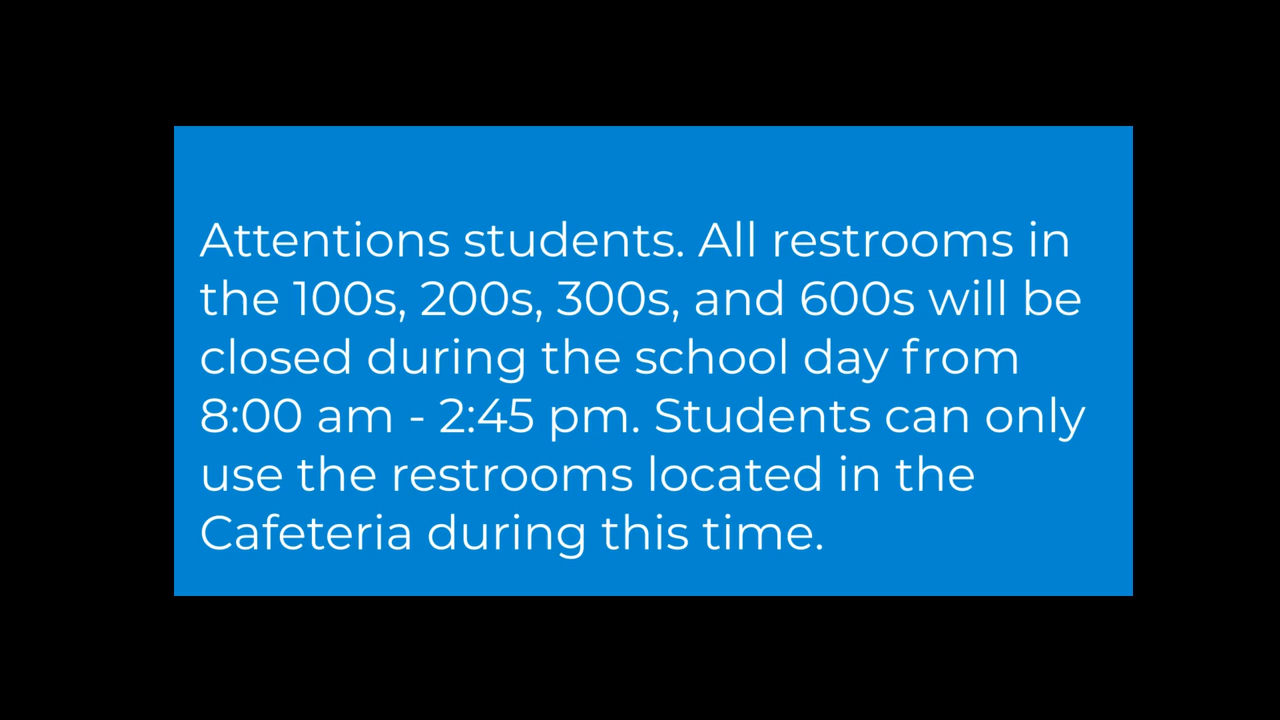 Attentions students. All restrooms in
the 100s, 200s, 300s, and 600s will be
closed during the school day from
8:00 am - 2:45 pm. Students can only
use the restrooms located in the
Cafeteria during this time.